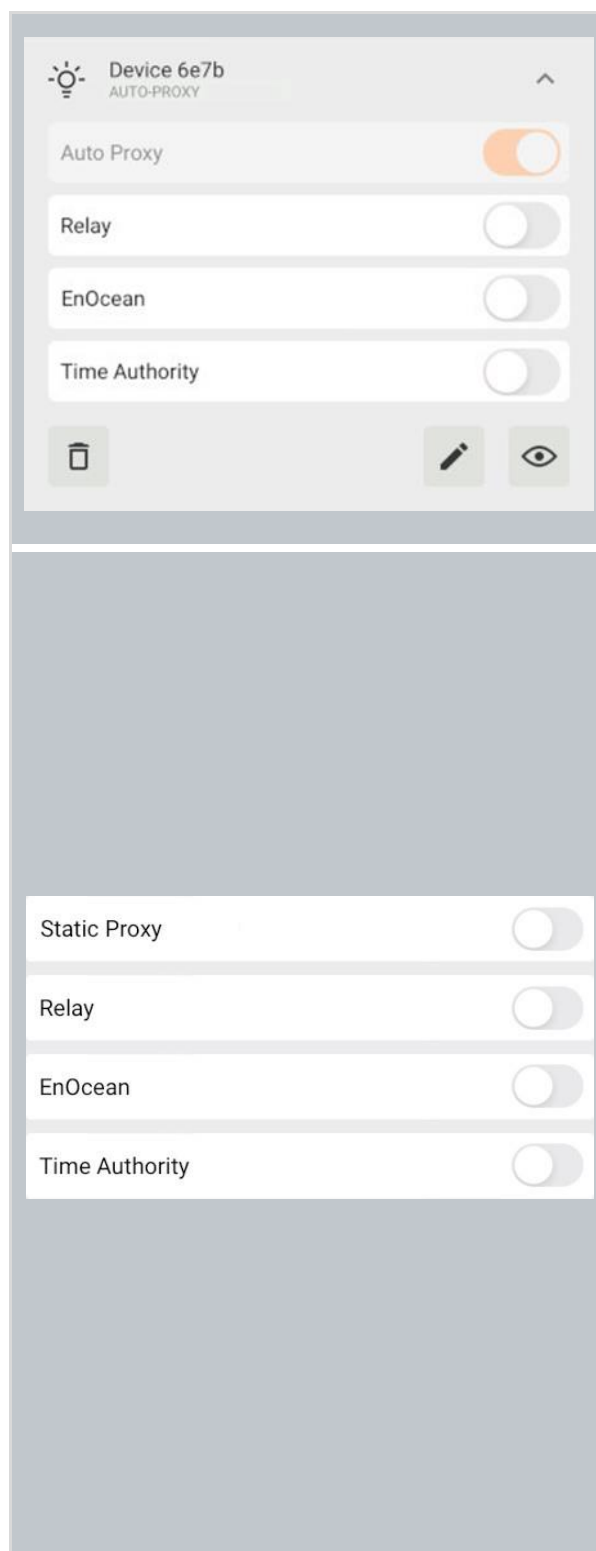 Device 6e7b
AUTO-PROXY
Auto Proxy
Relay
EnOcean
Time Authority
Static Proxy
Relay
EnOcean
Time Authority